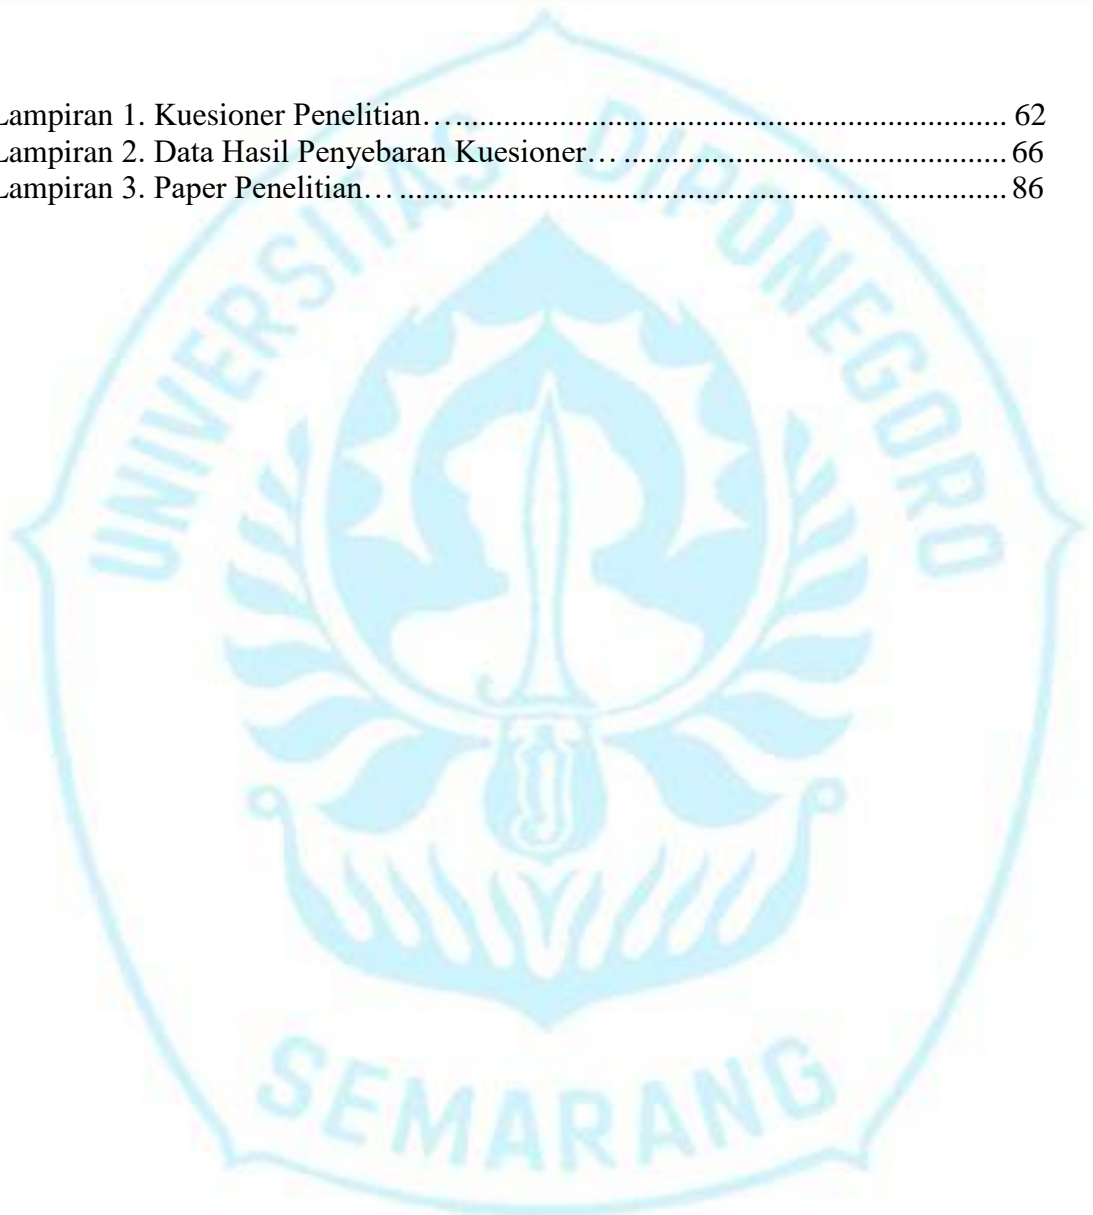 Lampiran 1. Kuesioner Penelitian........................................................................ 62
Lampiran 2. Data Hasil Penyebaran Kuesioner... ................................................ 66
Lampiran 3. Paper Penelitian... ............................................................................ 86
UNIVERSITAS DIPONEGORO
SEMARANG